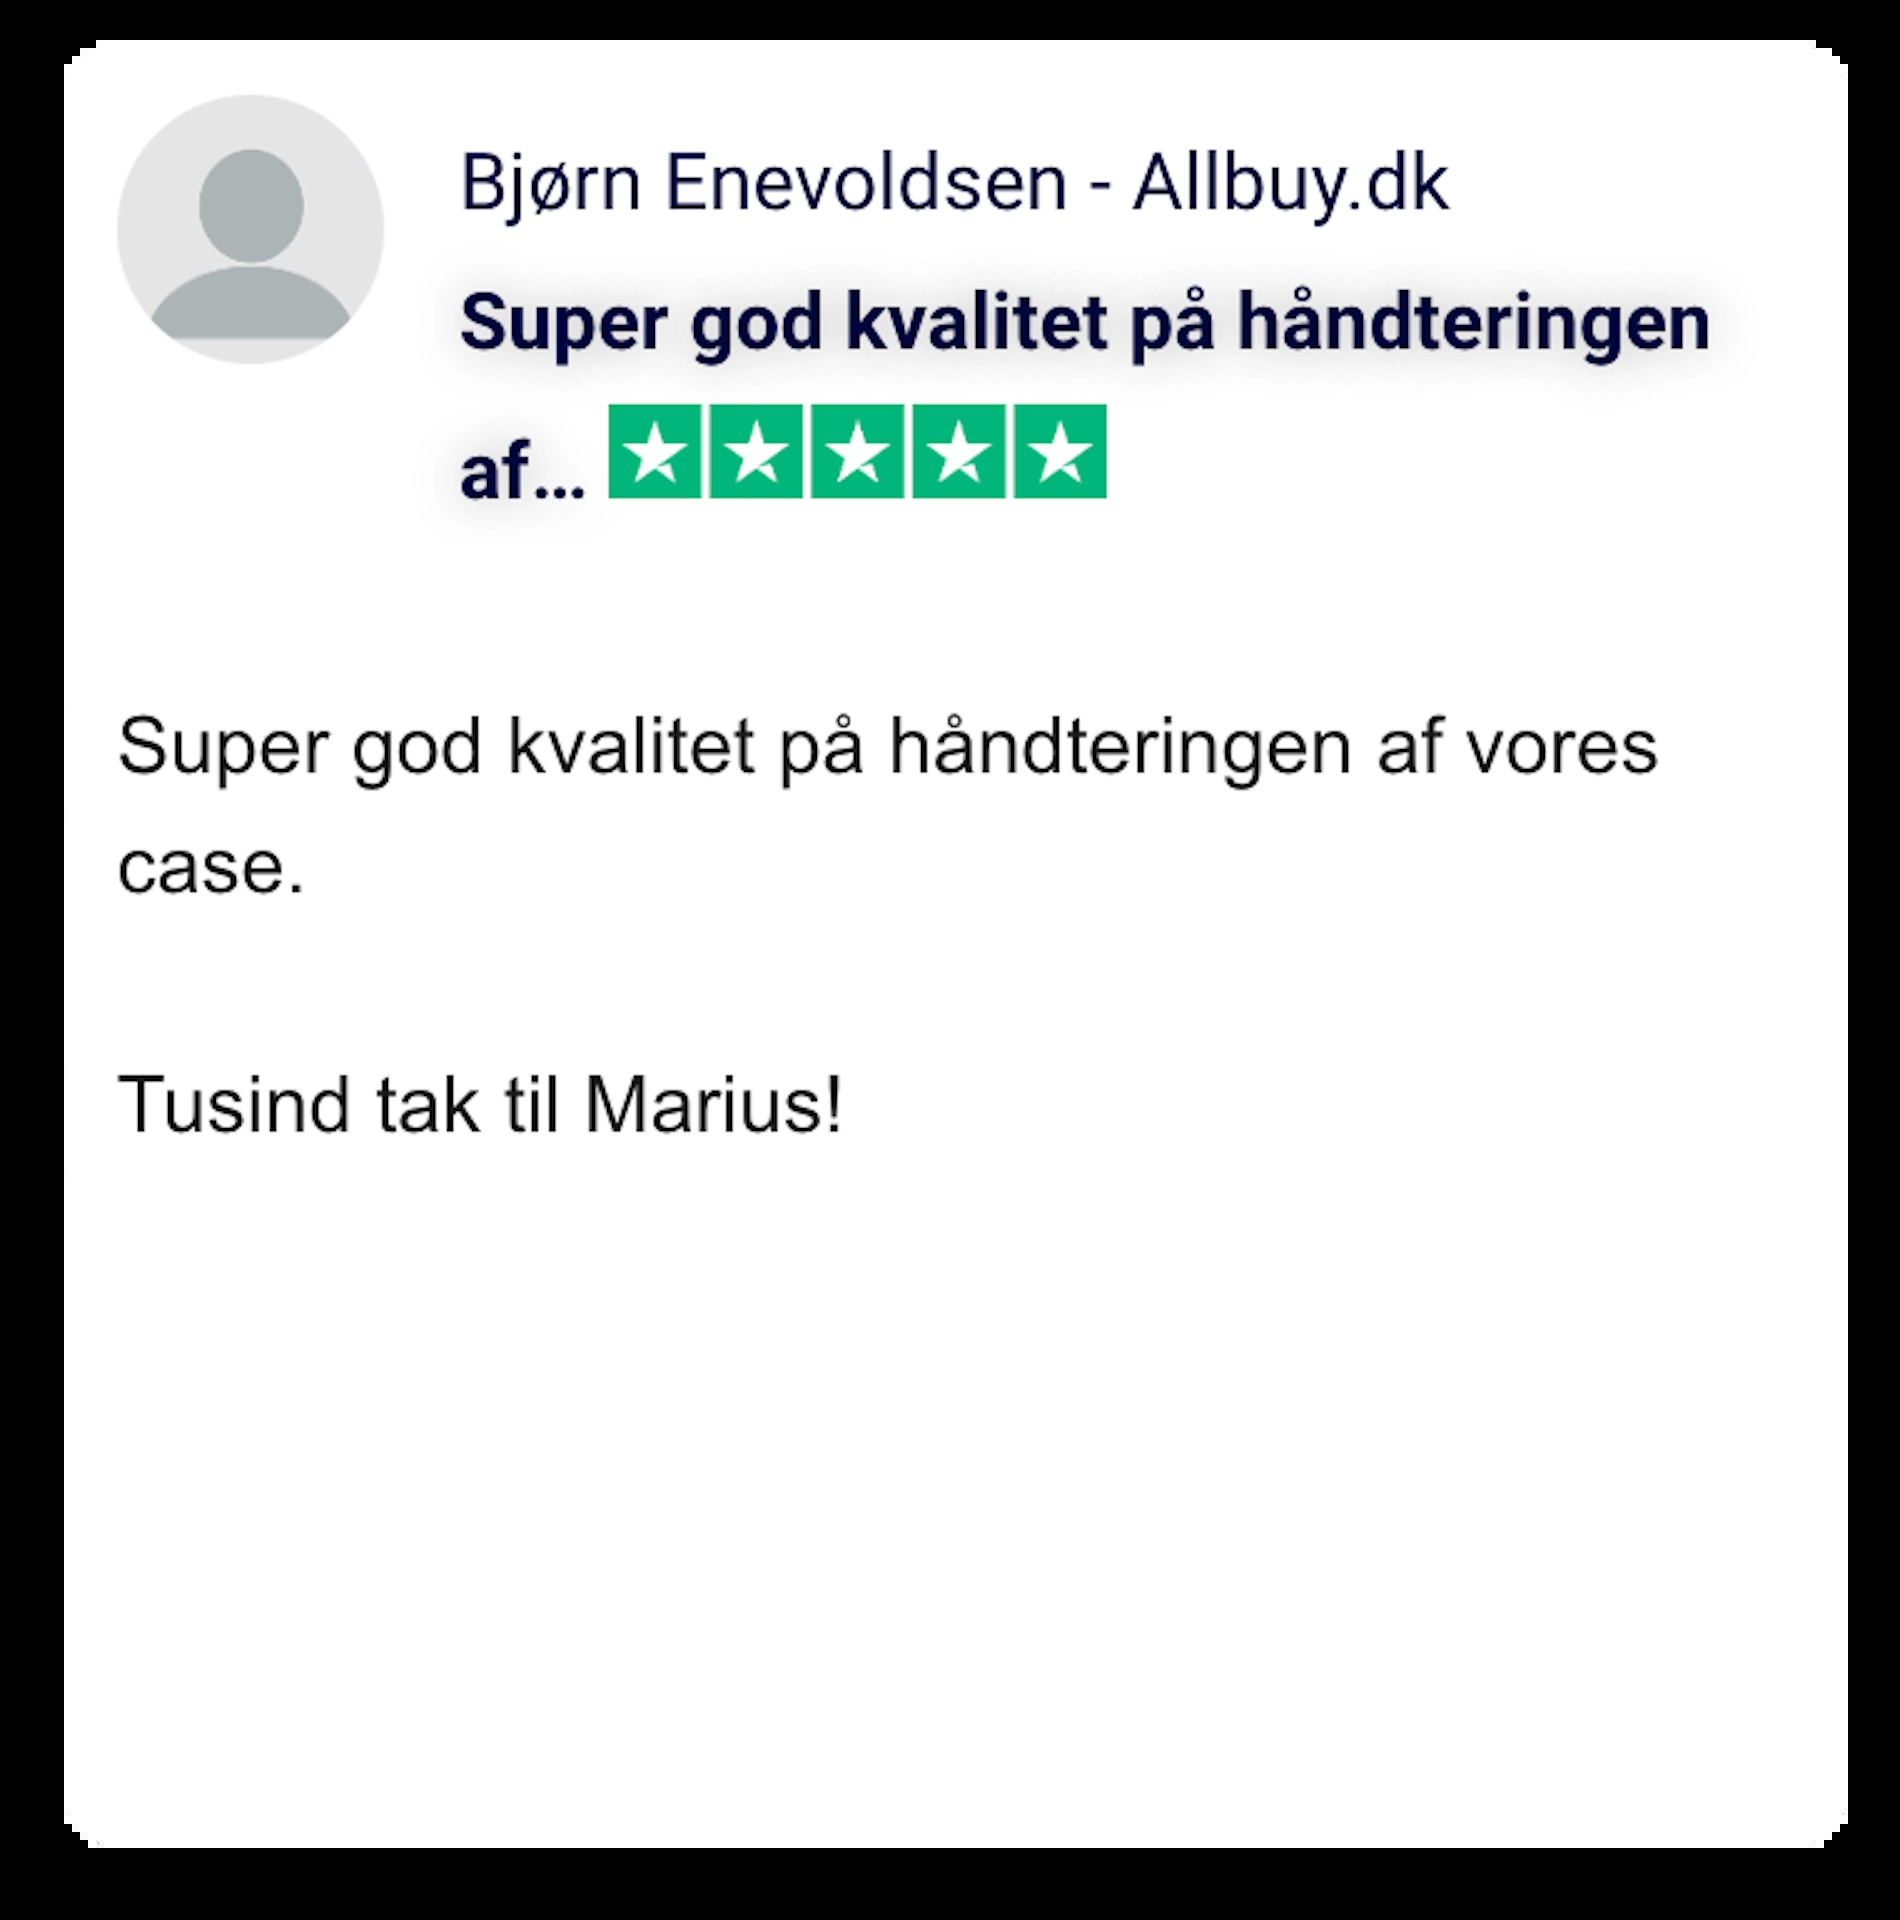 Bjørn Enevoldsen - Allbuy.dk
Super god kvalitet på håndteringen
af...
Super god kvalitet på håndteringen af vores
case.
Tusind tak til Marius!